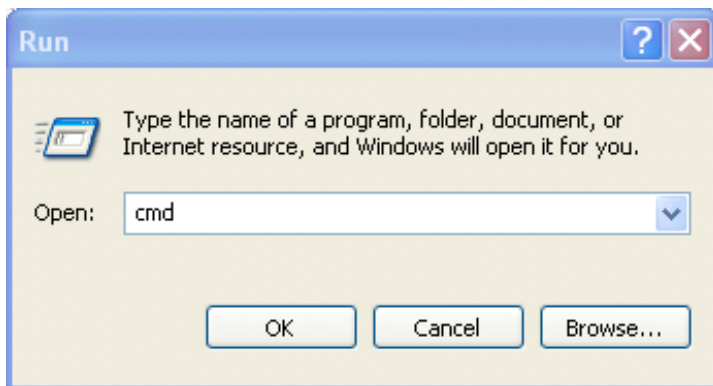 Run
Type the name of a program, folder, document, or
Internet resource, and Windows will open it for you.
Open: cmd
OK Cancel Browse...